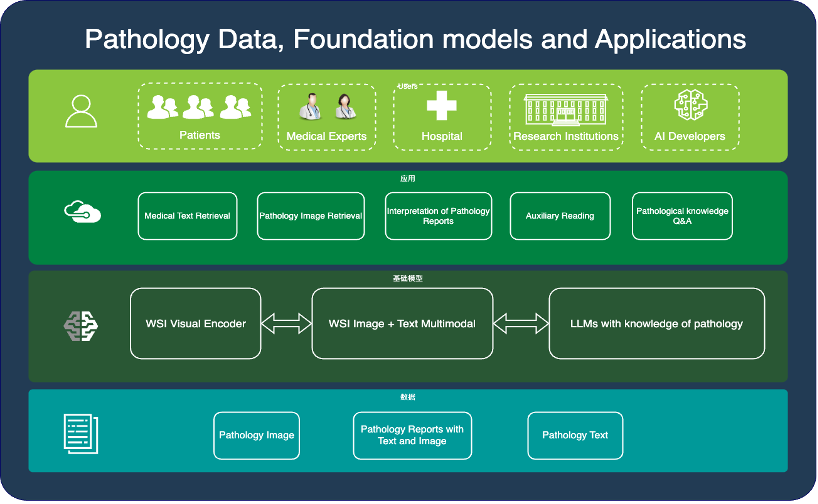 Pathology Data, Foundation models and Applications
Users
Patients
Medical Experts
Hospital
Research Institutions
AI Developers
应用
Medical Text Retrieval
Pathology Image Retrieval
Interpretation of Pathology
Reports
Auxiliary Reading
Pathological knowledge
Q&A
基础模型
WSI Visual Encoder
WSI Image + Text Multimodal
LLMs with knowledge of pathology
数据
Pathology Image
Pathology Reports with
Text and Image
Pathology Text